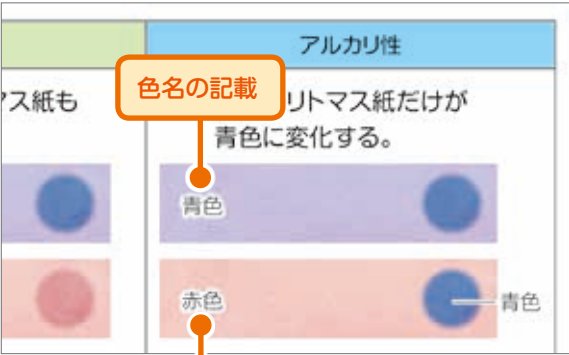 アルカリ性
色名の記載
マス紙も
リトマス紙だけが
青色に変化する。
青色
赤色
青色